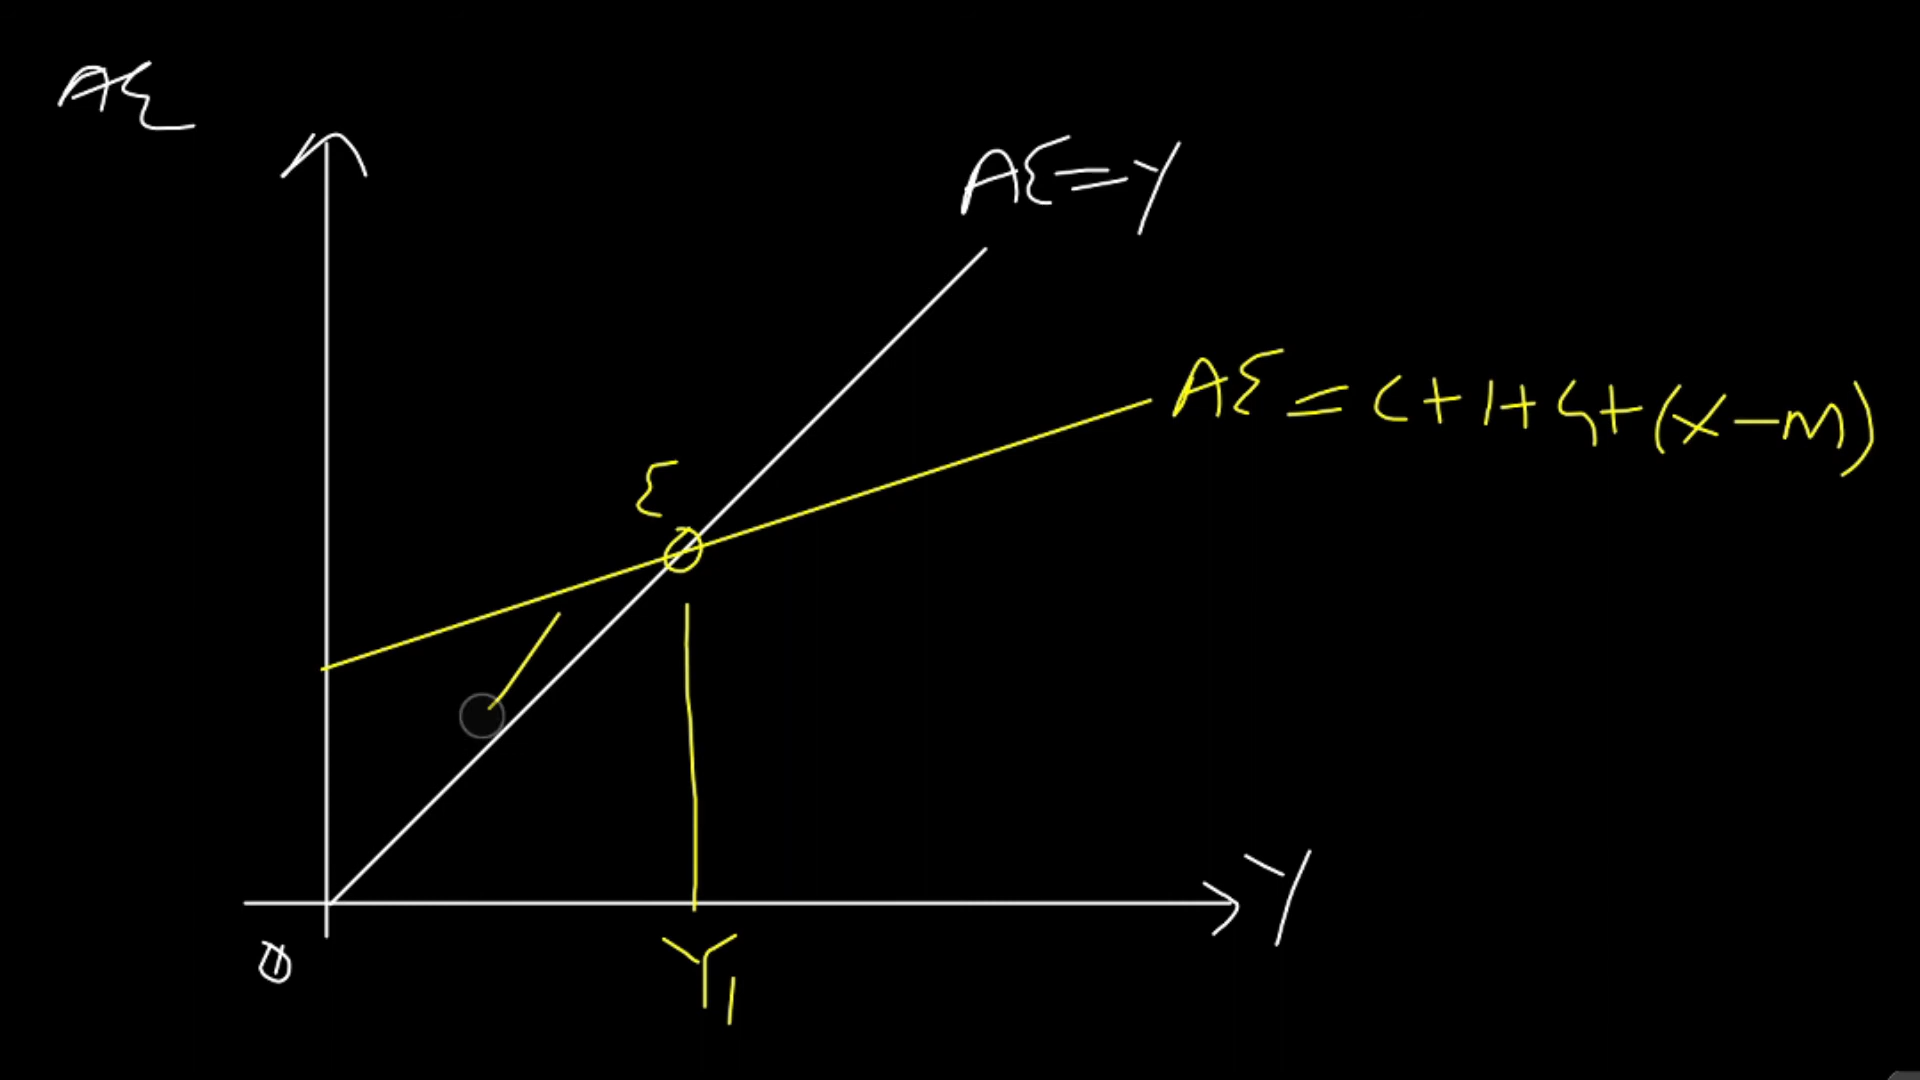 AE
AE=Y
AE = C+I+G+(X-M)
E
0
Y
Y1